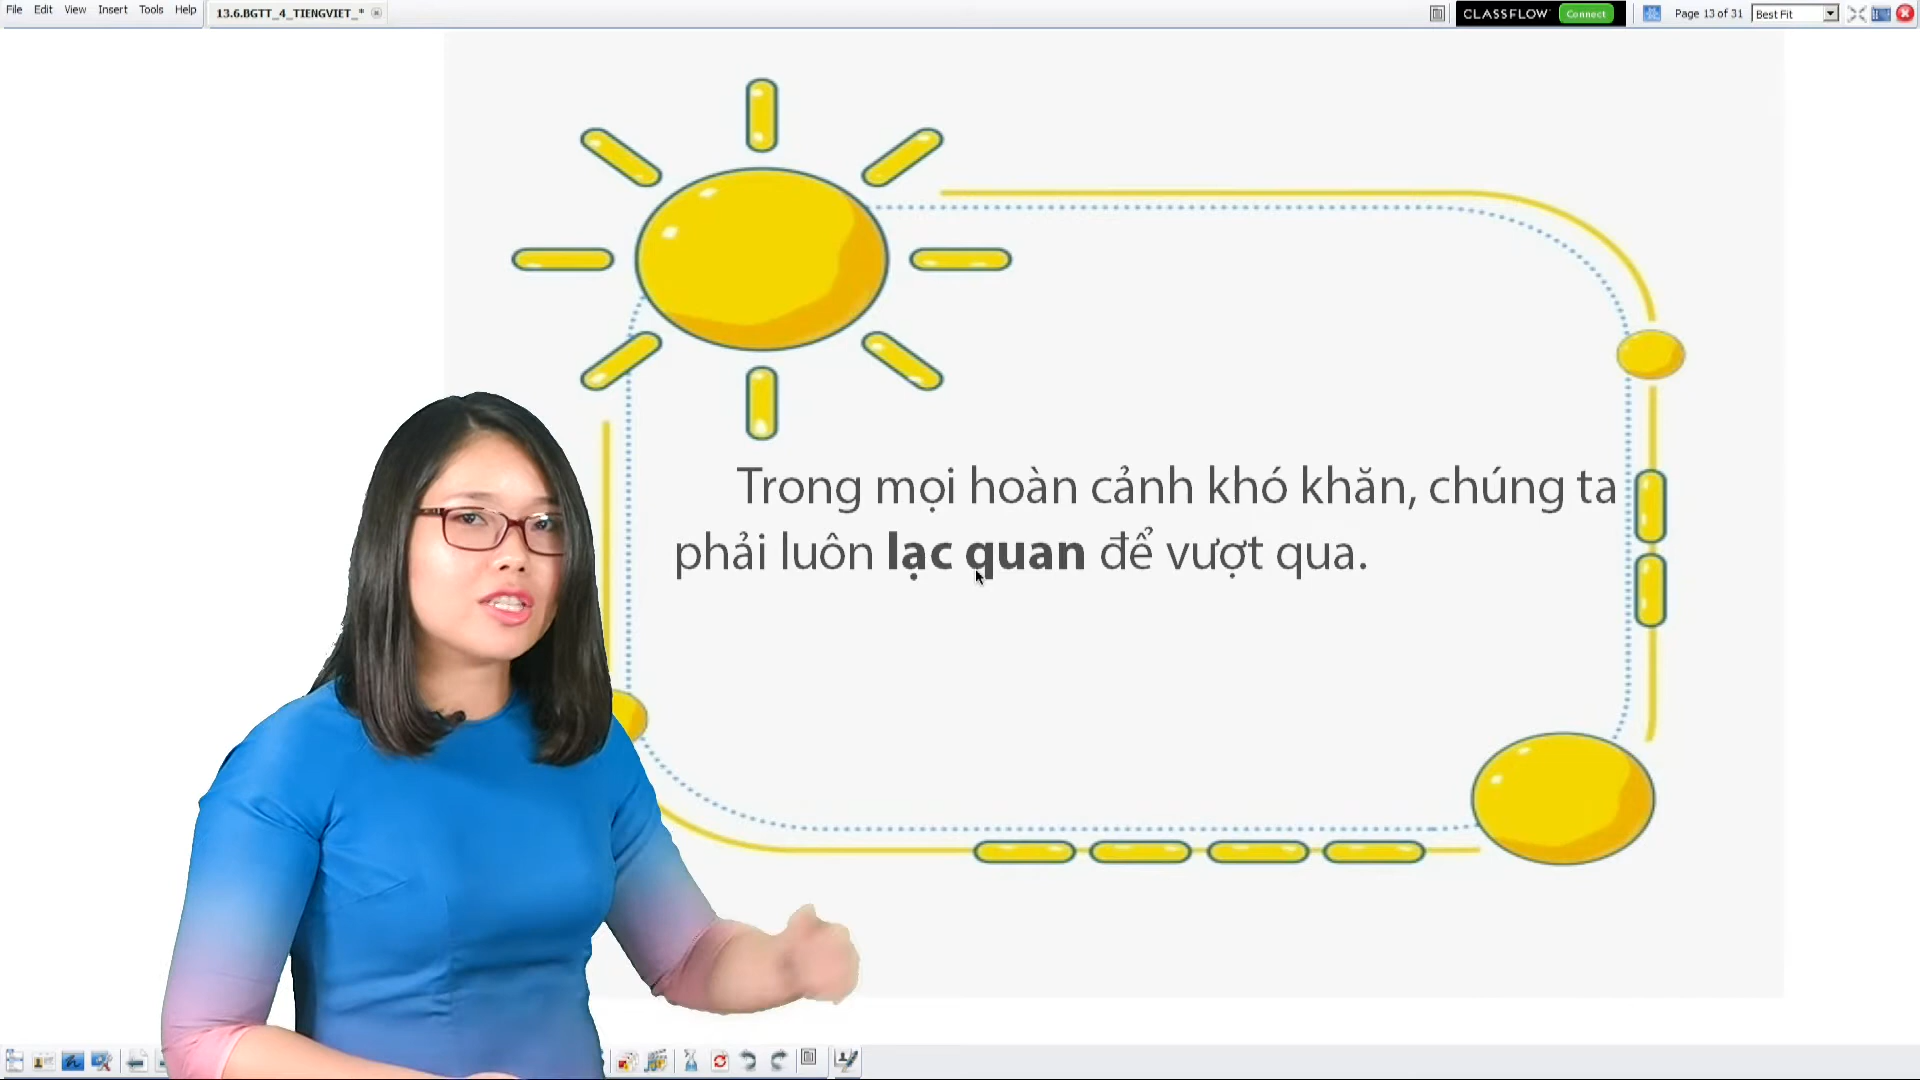 File Edit View Insert Tools Help 13.6.BGTT_4_TIENGVIET_* CLASSFLOW Connect Page 13 of 31 Best Fit
Trong mọi hoàn cảnh khó khăn, chúng ta
phải luôn lạc quan để vượt qua.